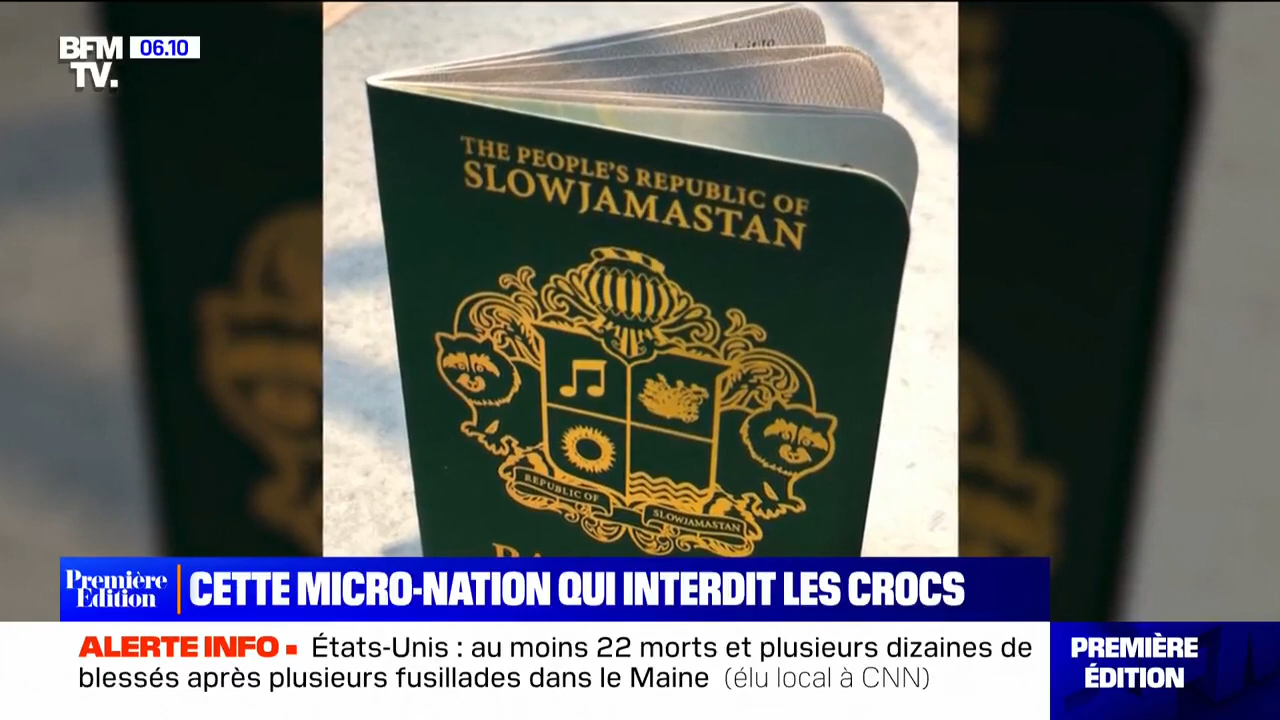 BFM
TV.
06.10
THE PEOPLE'S REPUBLIC OF
SLOWJAMASTAN
REPUBLIC OF
SLOWJAMASTAN
Première
Édition
CETTE MICRO-NATION QUI INTERDIT LES CROCS
ALERTE INFO ▪ États-Unis : au moins 22 morts et plusieurs dizaines de
blessés après plusieurs fusillades dans le Maine (élu local à CNN)
PREMIÈRE
ÉDITION